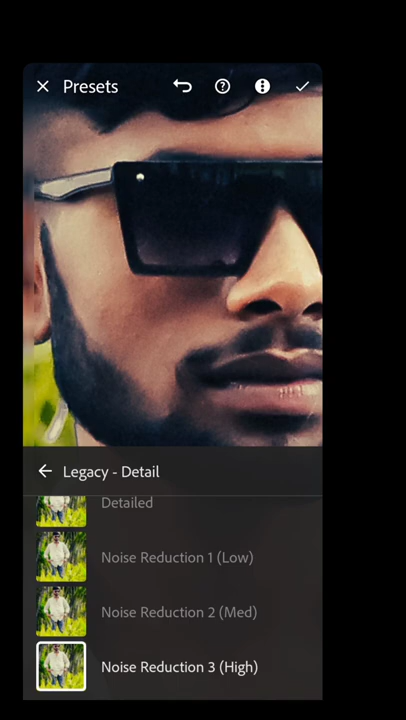 Presets
Legacy - Detail
Detailed
Noise Reduction 1 (Low)
Noise Reduction 2 (Med)
Noise Reduction 3 (High)